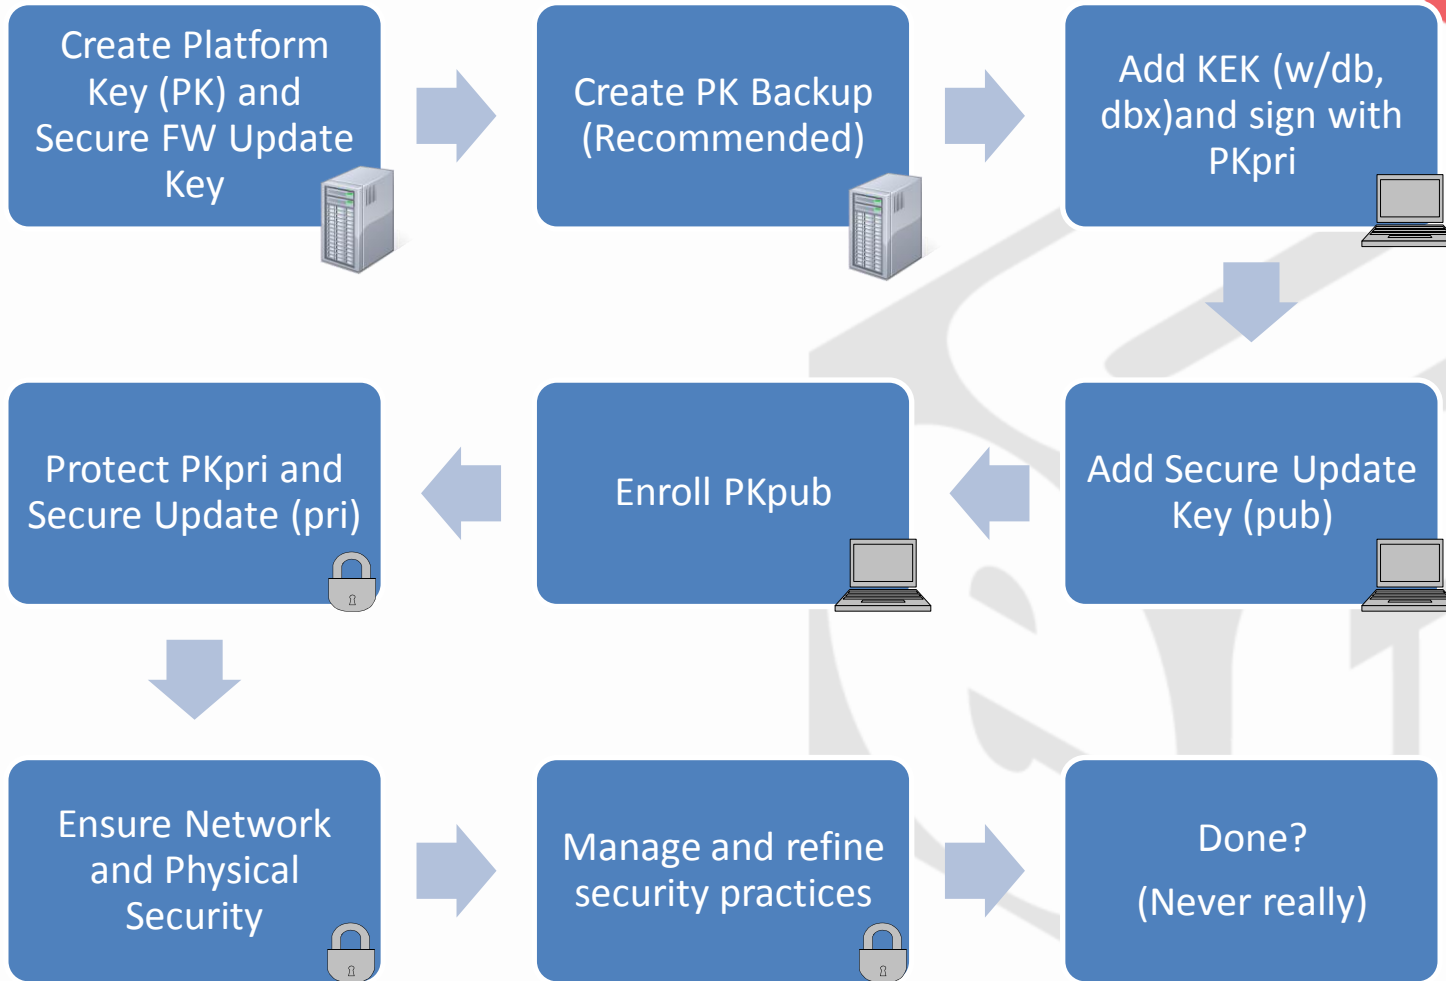 Create Platform
Key (PK) and
Secure FW Update
Key
Create PK Backup
(Recommended)
Add KEK (w/db,
dbx)and sign with
PKpri
Add Secure Update
Key (pub)
Enroll PKpub
Protect PKpri and
Secure Update (pri)
Ensure Network
and Physical
Security
Manage and refine
security practices
Done?
(Never really)